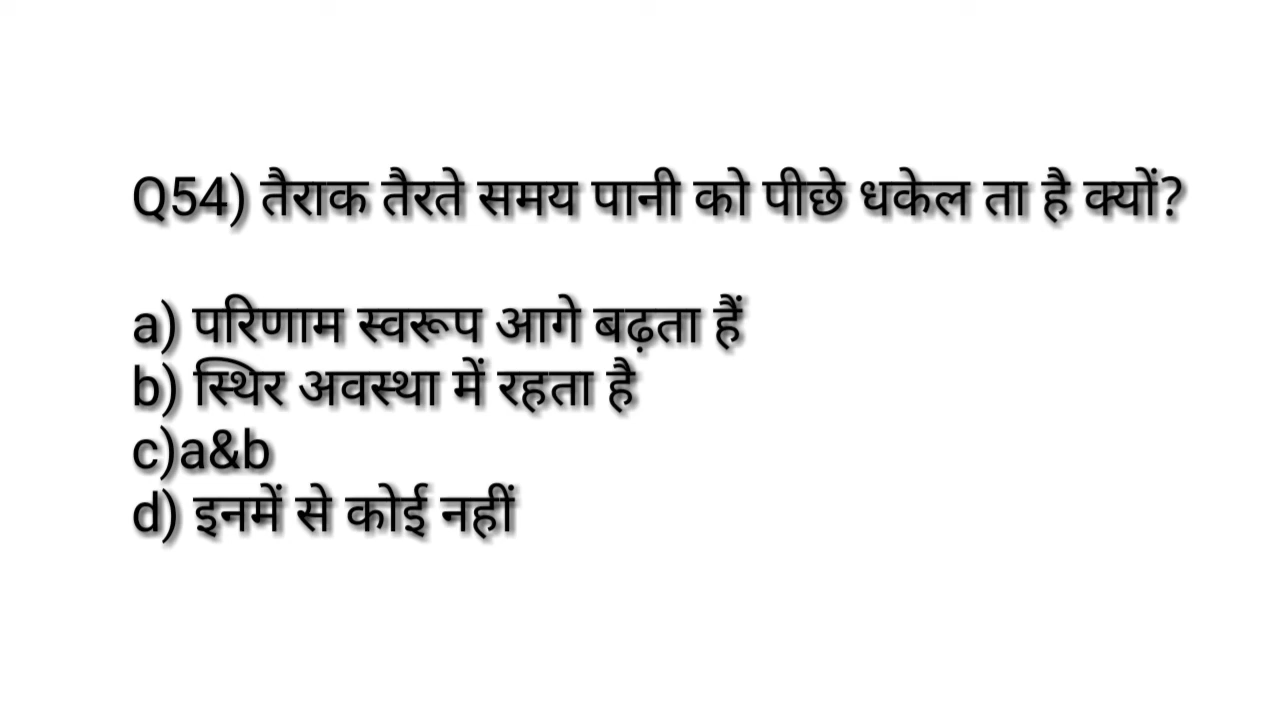 Q54) तैराक तैरते समय पानी को पीछे धकेल ता है क्यों?
a) परिणाम स्वरूप आगे बढ़ता हैं
b) स्थिर अवस्था में रहता है
c)a&b
d) इनमें से कोई नहीं